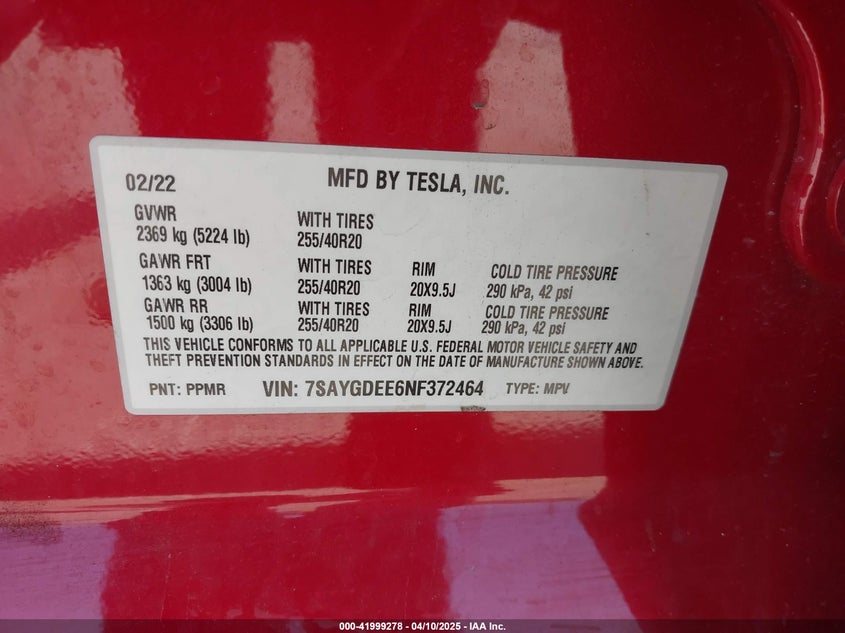 02/22 MFD BY TESLA, INC.
GVWR WITH TIRES
2369 kg (5224 lb) 255/40R20
GAWR FRT WITH TIRES RIM COLD TIRE PRESSURE
1363 kg (3004 lb) 255/40R20 20X9.5J 290 kPa, 42 psi
GAWR RR WITH TIRES RIM COLD TIRE PRESSURE
1500 kg (3306 lb) 255/40R20 20X9.5J 290 kPa, 42 psi
THIS VEHICLE CONFORMS TO ALL APPLICABLE U.S. FEDERAL MOTOR VEHICLE SAFETY AND
THEFT PREVENTION STANDARDS IN EFFECT ON THE DATE OF MANUFACTURE SHOWN ABOVE.
PNT: PPMR VIN: 7SAYGDEE6NF372464 TYPE: MPV
000-41999278 - 04/10/2025 - IAA Inc.